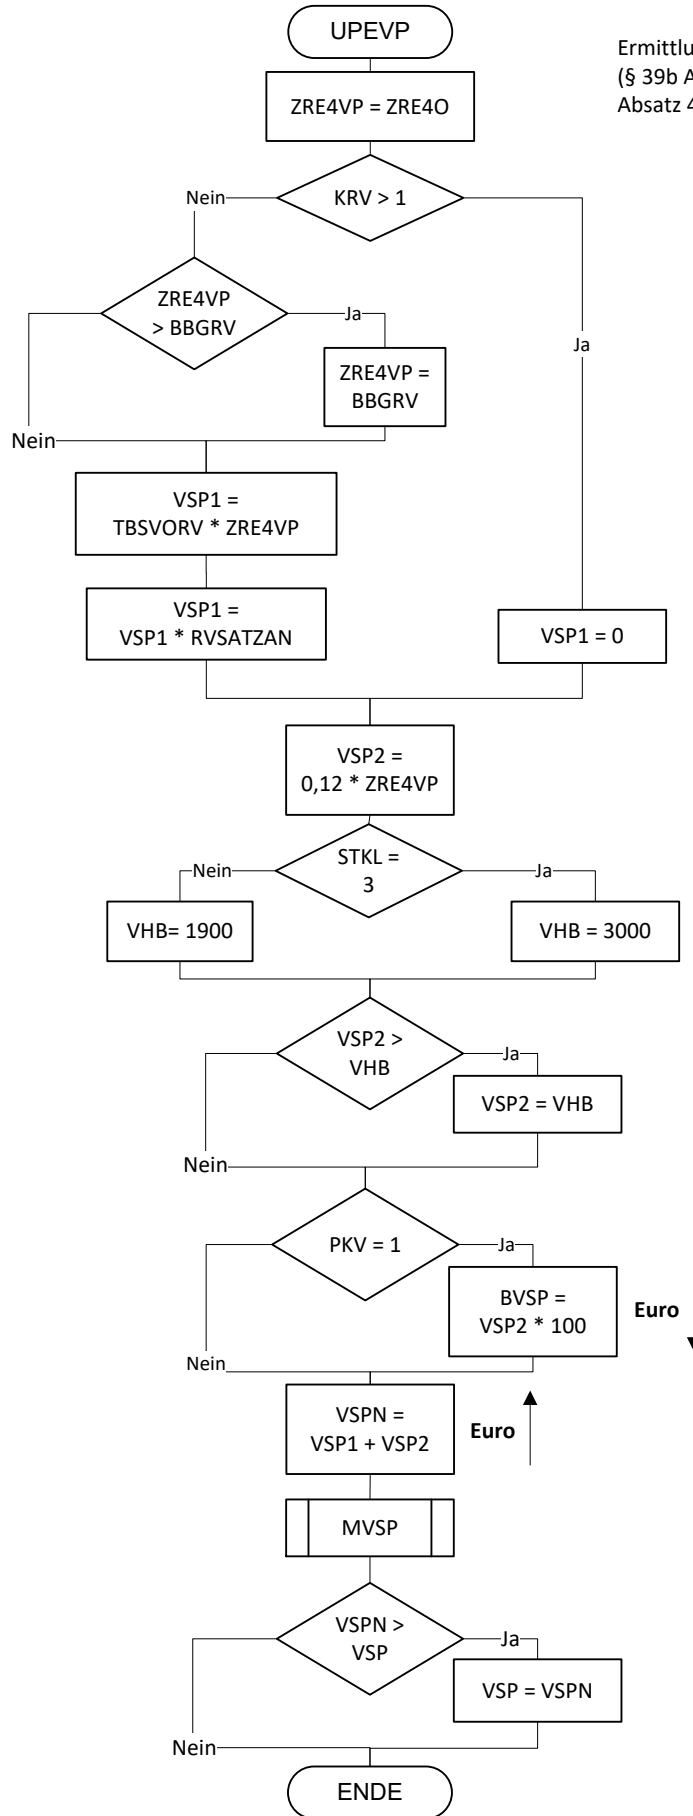 UPEVP
Ermittlu
(§ 39b A
Absatz 4
ZRE4VP = ZRE4O
KRV > 1
Nein
Ja
ZRE4VP
> BBGRV
Ja
ZRE4VP =
BBGRV
Nein
VSP1 =
TBSVORV * ZRE4VP
VSP1 =
VSP1 * RVSATZAN
VSP1 = 0
VSP2 =
0,12 * ZRE4VP
STKL =
3
Nein
Ja
VHB= 1900
VHB = 3000
VSP2 >
VHB
Ja
VSP2 = VHB
Nein
PKV = 1
Ja
BVSP =
VSP2 * 100
Euro
Nein
VSPN =
VSP1 + VSP2
Euro
MVSP
VSPN >
VSP
Ja
VSP = VSPN
Nein
ENDE